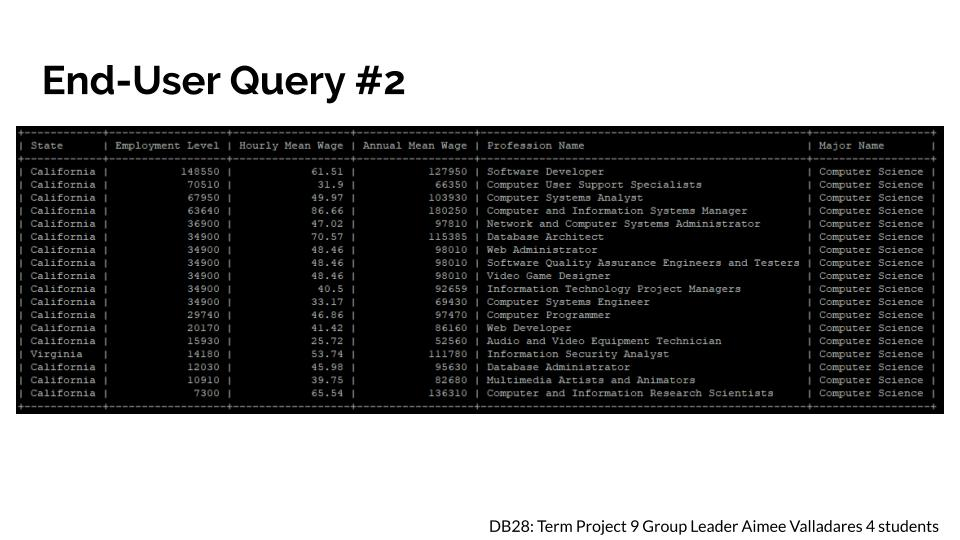 End-User Query #2
| State | Employment Level | Hourly Mean Wage | Annual Mean Wage | Profession Name | Major Name |
| California | 148550 | 61.51 | 127950 | Software Developer | Computer Science |
| California | 70510 | 31.9 | 66350 | Computer User Support Specialists | Computer Science |
| California | 67950 | 49.97 | 103930 | Computer Systems Analyst | Computer Science |
| California | 63640 | 86.66 | 180250 | Computer and Information Systems Manager | Computer Science |
| California | 36900 | 47.02 | 97810 | Network and Computer Systems Administrator | Computer Science |
| California | 34900 | 70.57 | 115385 | Database Architect | Computer Science |
| California | 34900 | 48.46 | 98010 | Web Administrator | Computer Science |
| California | 34900 | 48.46 | 98010 | Software Quality Assurance Engineers and Testers | Computer Science |
| California | 34900 | 48.46 | 98010 | Video Game Designer | Computer Science |
| California | 34900 | 40.5 | 92659 | Information Technology Project Managers | Computer Science |
| California | 34900 | 33.17 | 69430 | Computer Systems Engineer | Computer Science |
| California | 29740 | 46.86 | 97470 | Computer Programmer | Computer Science |
| California | 20170 | 41.42 | 86160 | Web Developer | Computer Science |
| California | 15930 | 25.72 | 52560 | Audio and Video Equipment Technician | Computer Science |
| Virginia | 14180 | 53.74 | 111780 | Information Security Analyst | Computer Science |
| California | 12030 | 45.98 | 95630 | Database Administrator | Computer Science |
| California | 10910 | 39.75 | 82680 | Multimedia Artists and Animators | Computer Science |
| California | 7300 | 65.54 | 136310 | Computer and Information Research Scientists | Computer Science |
DB28: Term Project 9 Group Leader Aimee Valladares 4 students